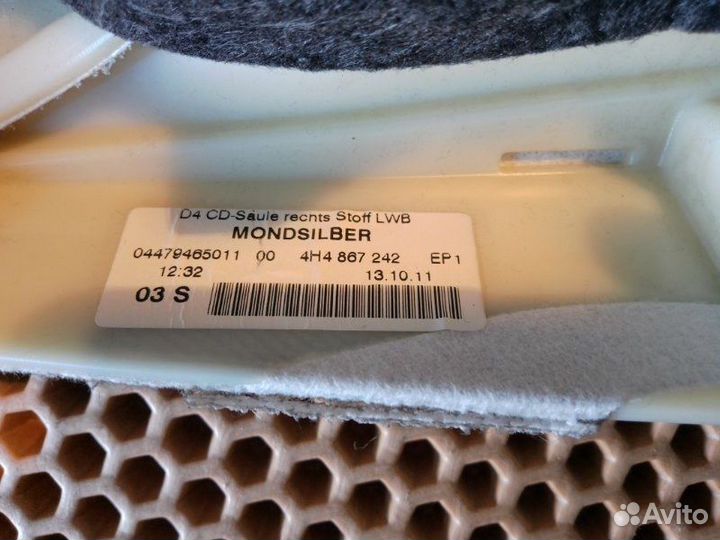 D4 CD-Säule rechts Stoff LWB
MONDSILBER
04479465011 00 4H4 867 242 EP1
12:32 13.10.11
03 S
Avito